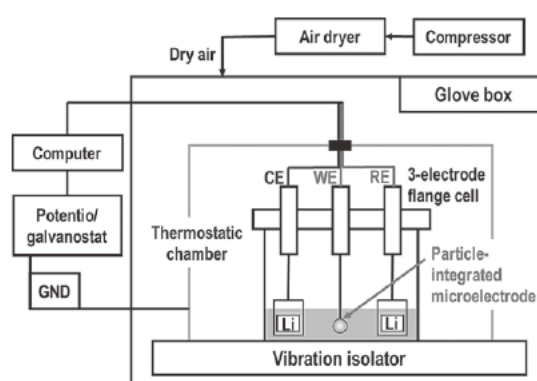 Air dryer
Compressor
Dry air
Glove box
Computer
CE
WE
RE
3-electrode
flange cell
Potentio/
galvanostat
Thermostatic
chamber
Particle-
integrated
microelectrode
GND
Li
Li
Vibration isolator